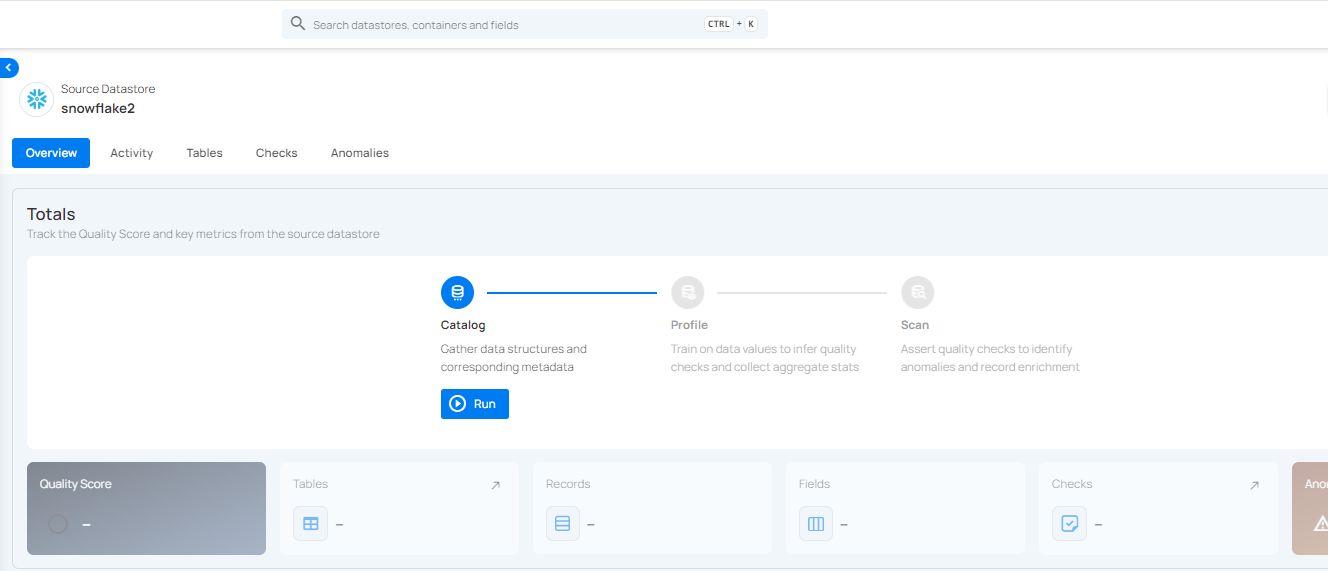 Search datastores, containers and fields CTRL + K
Source Datastore
snowflake2
Overview Activity Tables Checks Anomalies
Totals
Track the Quality Score and key metrics from the source datastore
Catalog Profile Scan
Gather data structures and Train on data values to infer quality Assert quality checks to identify
corresponding metadata checks and collect aggregate stats anomalies and record enrichment
Run
Quality Score Tables Records Fields Checks
– – – – –